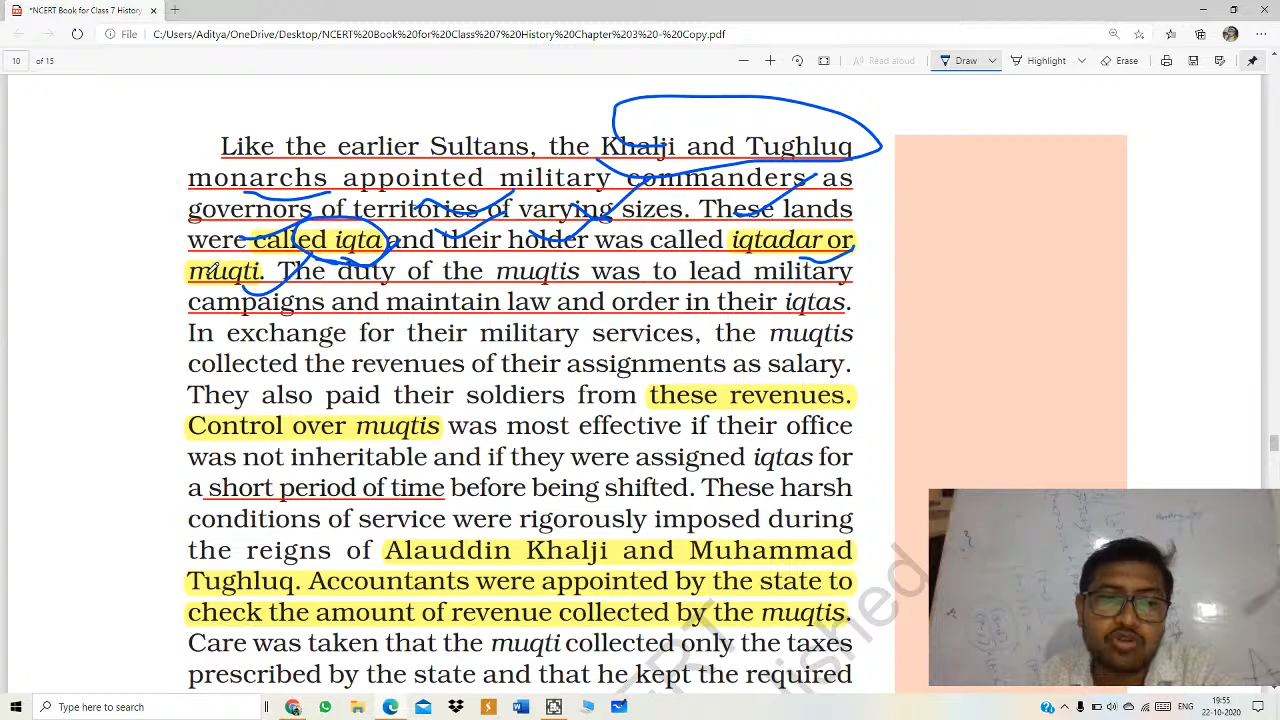 *NCERT Book for Class 7 History
File C:/Users/Aditya/OneDrive/Desktop/NCERT%20Book%20for%20Class%207%20History%20Chapter%203%20-%20Copy.pdf
10 of 15 Read aloud Draw Highlight Erase
Like the earlier Sultans, the Khalji and Tughluq
monarchs appointed military commanders as
governors of territories of varying sizes. These lands
were called iqta and their holder was called iqtadar or
muqti. The duty of the muqtis was to lead military
campaigns and maintain law and order in their iqtas.
In exchange for their military services, the muqtis
collected the revenues of their assignments as salary.
They also paid their soldiers from these revenues.
Control over muqtis was most effective if their office
was not inheritable and if they were assigned iqtas for
a short period of time before being shifted. These harsh
conditions of service were rigorously imposed during
the reigns of Alauddin Khalji and Muhammad
Tughluq. Accountants were appointed by the state to
check the amount of revenue collected by the muqtis.
Care was taken that the muqti collected only the taxes
prescribed by the state and that he kept the required
Type here to search
ENG
19:55
22-10-2020